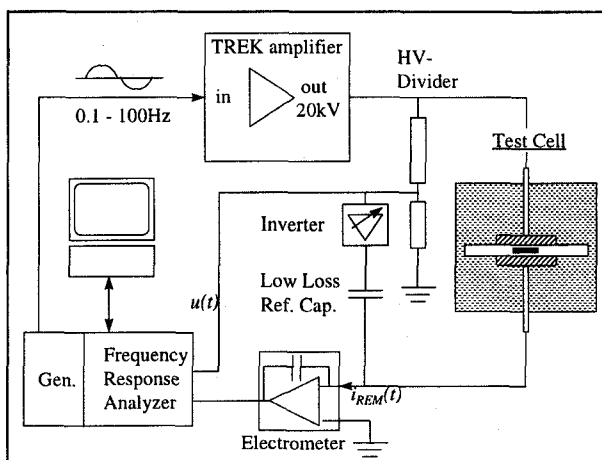 TREK amplifier
in
out
20kV
HV-
Divider
0.1 - 100Hz
Test Cell
Inverter
Low Loss
Ref. Cap.
u(t)
Gen.
Frequency
Response
Analyzer
i_REM(t)
Electrometer